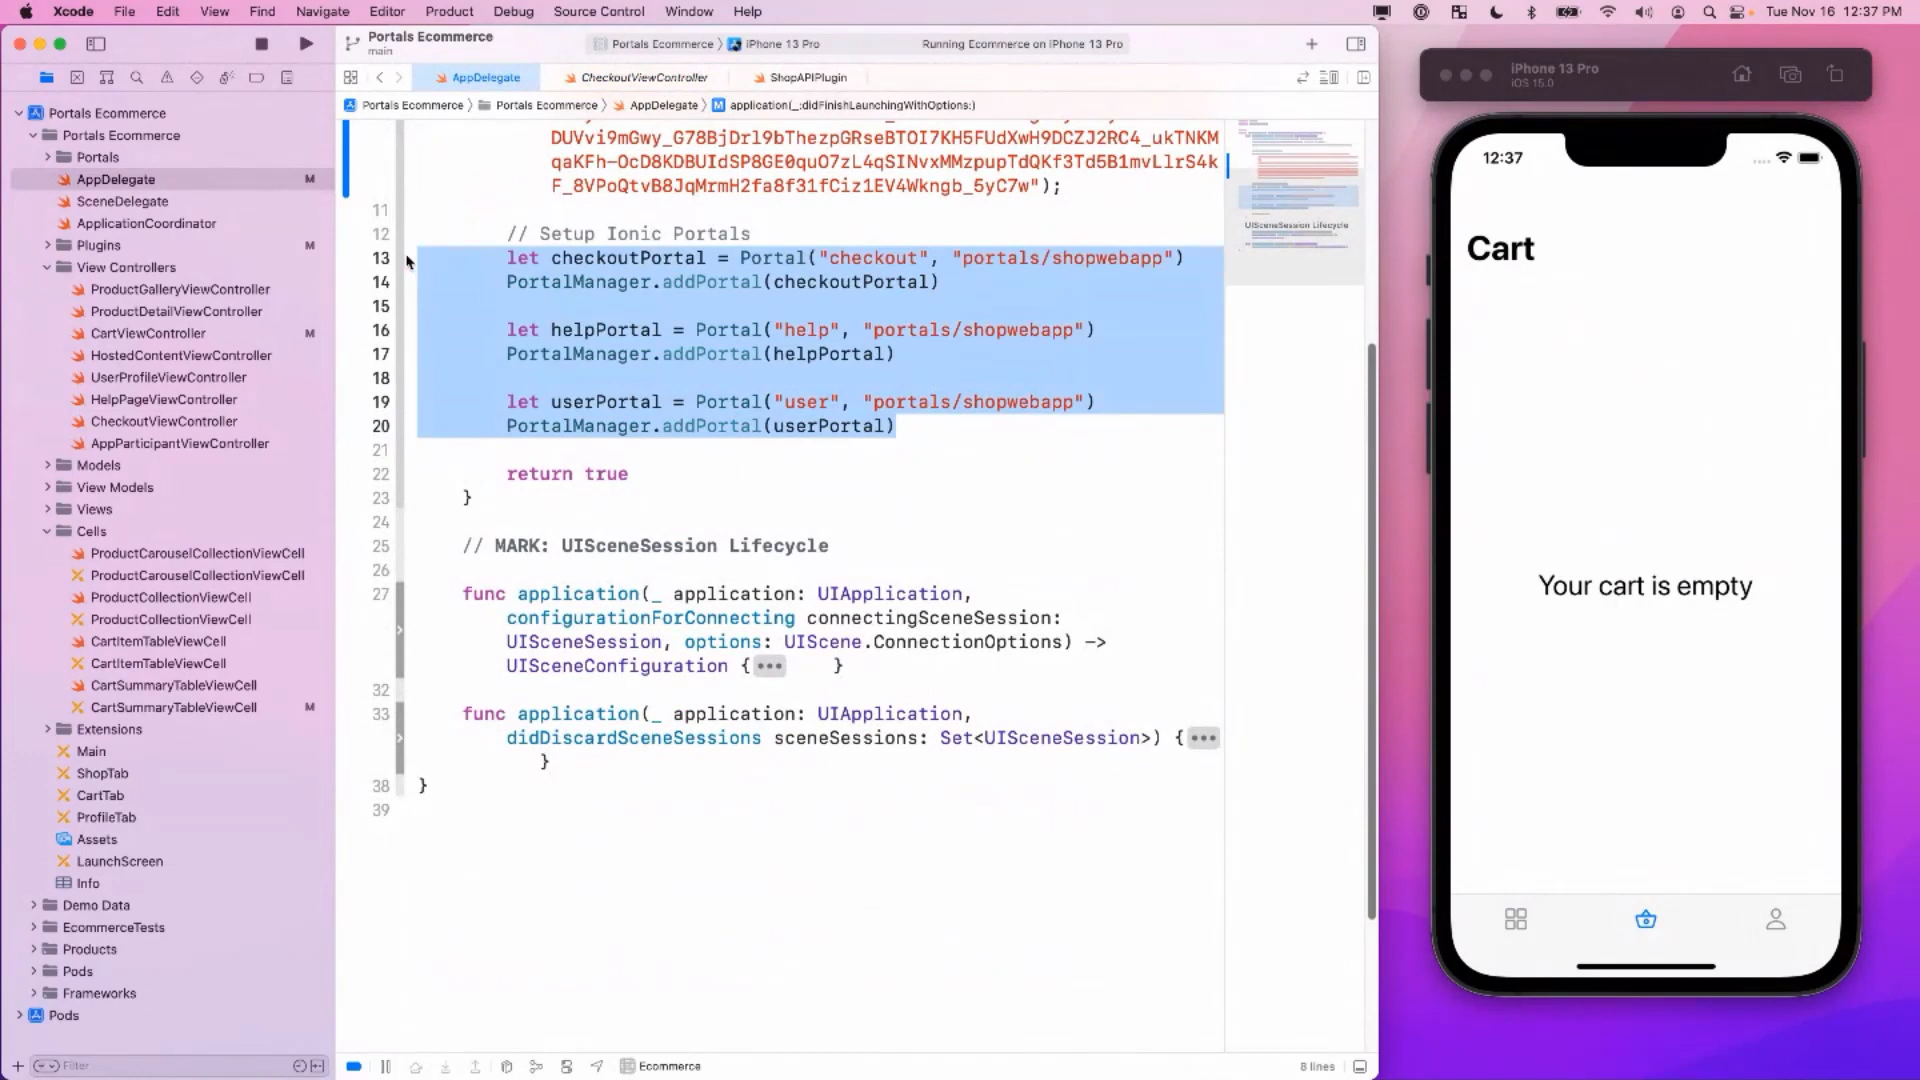 Xcode File Edit View Find Navigate Editor Product Debug Source Control Window Help
Tue Nov 16 12:37 PM
Portals Ecommerce
main
Portals Ecommerce 〉 iPhone 13 Pro
Running Ecommerce on iPhone 13 Pro
AppDelegate
CheckoutViewController
ShopAPIPlugin
Portals Ecommerce 〉 Portals Ecommerce 〉 AppDelegate 〉 M application(_:didFinishLaunchingWithOptions:)
Portals Ecommerce
Portals Ecommerce
Portals
AppDelegate M
SceneDelegate
ApplicationCoordinator
Plugins M
View Controllers
ProductGalleryViewController
ProductDetailViewController
CartViewController M
HostedContentViewController
UserProfileViewController
HelpPageViewController
CheckoutViewController
AppParticipantViewController
Models
View Models
Views
Cells
ProductCarouselCollectionViewCell
ProductCarouselCollectionViewCell
ProductCollectionViewCell
ProductCollectionViewCell
CartItemTableViewCell
CartItemTableViewCell
CartSummaryTableViewCell
CartSummaryTableViewCell M
Extensions
Main
ShopTab
CartTab
ProfileTab
Assets
LaunchScreen
Info
Demo Data
EcommerceTests
Products
Pods
Frameworks
Pods
Filter
DUVvi9mGwy_G78BjDrl9bThezpGRseBTOI7KH5FUdXwH9DCZJ2RC4_ukTNKM
qaKFh-OcD8KDBUIdSP8GE0quO7zL4qSINvxMMzpupTdQKf3Td5B1mvLlrS4k
F_8VPoQtvB8JqMrmH2fa8f31fCiz1EV4Wkngb_5yC7w");
11
12 // Setup Ionic Portals
13 let checkoutPortal = Portal("checkout", "portals/shopwebapp")
14 PortalManager.addPortal(checkoutPortal)
15
16 let helpPortal = Portal("help", "portals/shopwebapp")
17 PortalManager.addPortal(helpPortal)
18
19 let userPortal = Portal("user", "portals/shopwebapp")
20 PortalManager.addPortal(userPortal)
21
22 return true
23 }
24
25 // MARK: UISceneSession Lifecycle
26
27 func application(_ application: UIApplication,
configurationForConnecting connectingSceneSession:
UISceneSession, options: UIScene.ConnectionOptions) ->
UISceneConfiguration {••• }
32
33 func application(_ application: UIApplication,
didDiscardSceneSessions sceneSessions: Set<UISceneSession>) {•••
}
38 }
39
UISceneSession Lifecycle
Ecommerce
8 lines
iPhone 13 Pro
iOS 15.0
12:37
Cart
Your cart is empty